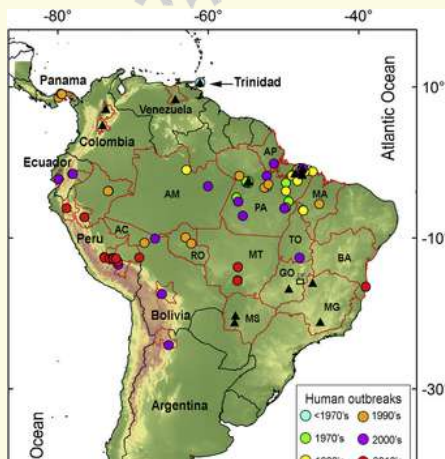 -80 -60 -40
Panama
Trinidad
Venezuela
Colombia
Ecuador
Atlantic Ocean
10
AP
AM
PA
MA
Peru
AC
RO
MT
TO
BA
-10
GO
DF
Bolivia
MS
MG
Argentina
-30
Human outbreaks
<1970's 1990's
1970's 2000's
Ocean